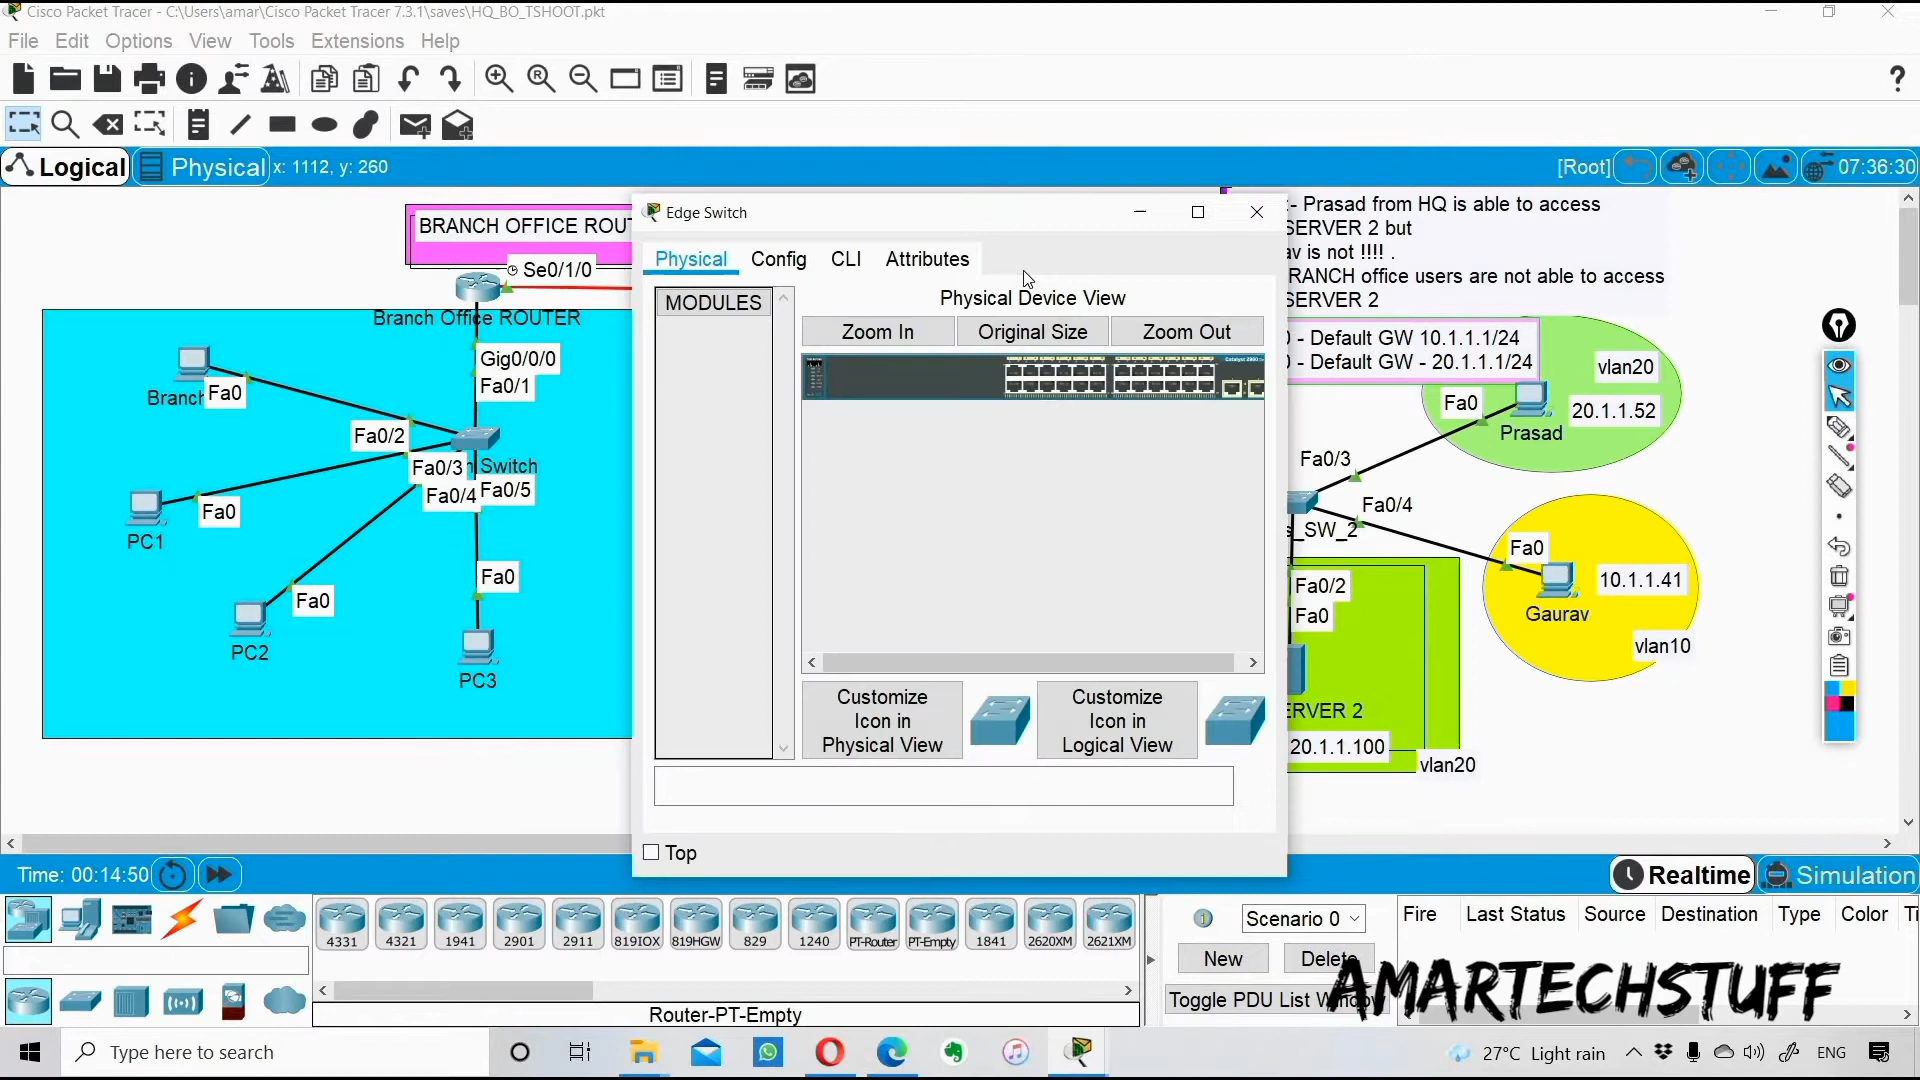 Cisco Packet Tracer - C:\Users\amar\Cisco Packet Tracer 7.3.1\saves\HQ_BO_TSHOOT.pkt
File Edit Options View Tools Extensions Help
?
Logical Physical x: 1112, y: 260 [Root] 07:36:30
BRANCH OFFICE ROUT
Se0/1/0
Branch Office ROUTER
Gig0/0/0
Fa0/1
Branch
Fa0
Fa0/2
Fa0/3
n Switch
Fa0/4
Fa0/5
Fa0
PC1
Fa0
PC2
Fa0
PC3
Edge Switch
Physical Config CLI Attributes
MODULES
Physical Device View
Zoom In Original Size Zoom Out
Catalyst 2960
Customize Icon in Physical View
Customize Icon in Logical View
Top
- Prasad from HQ is able to access
SERVER 2 but
av is not !!!! .
RANCH office users are not able to access
SERVER 2
0 - Default GW 10.1.1.1/24
0 - Default GW - 20.1.1.1/24
vlan20
Fa0
20.1.1.52
Prasad
Fa0/3
Fa0/4
s_SW_2
Fa0
10.1.1.41
Gaurav
vlan10
Fa0/2
Fa0
ERVER 2
20.1.1.100
vlan20
Time: 00:14:50
Realtime Simulation
4331 4321 1941 2901 2911 819IOX 819HGW 829 1240 PT-Router PT-Empty 1841 2620XM 2621XM
Router-PT-Empty
Scenario 0
New Delete
Toggle PDU List Window
Fire Last Status Source Destination Type Color Ti
AMARTECHSTUFF
Type here to search
27°C Light rain ENG